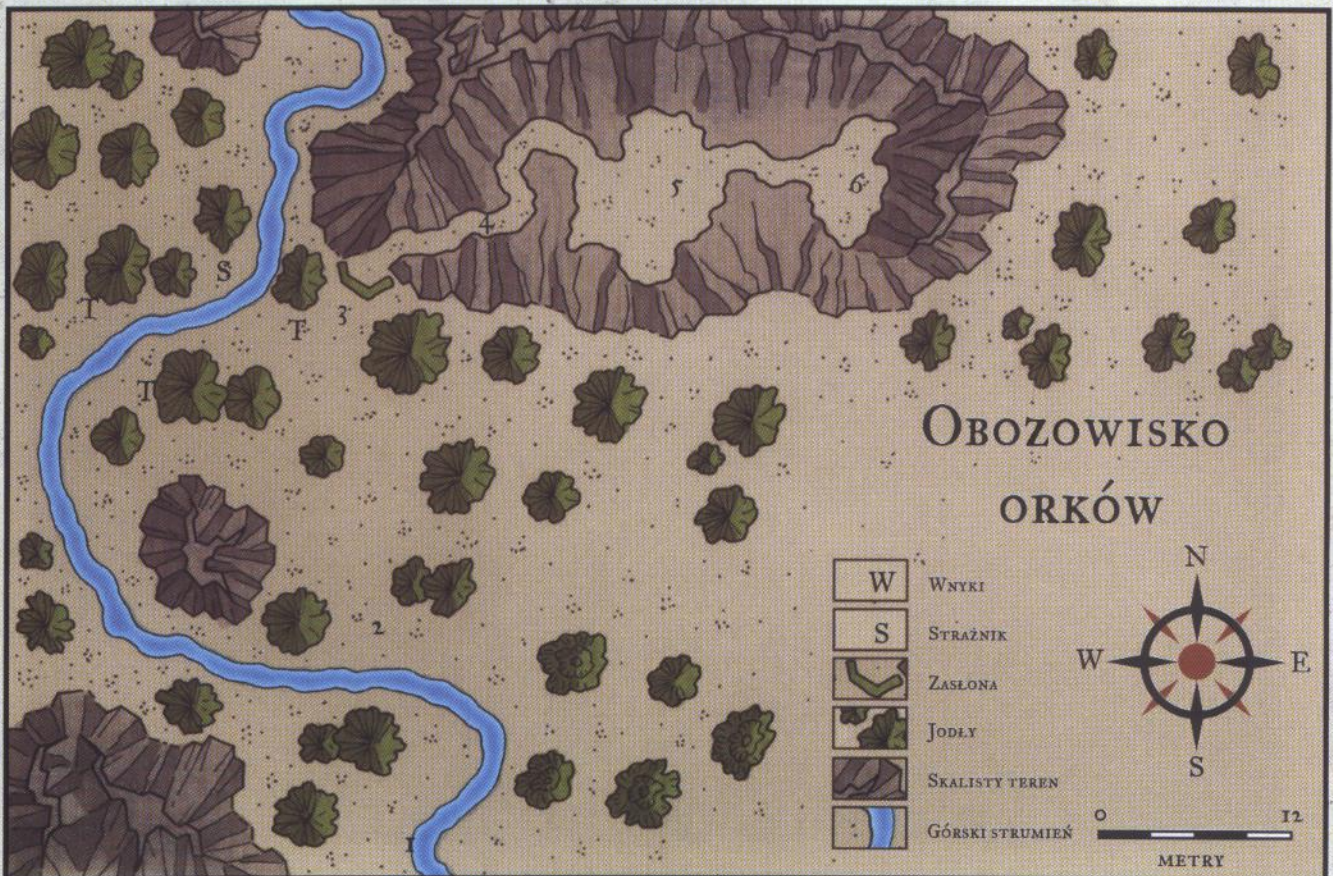 4
5
6
S
T
T
3
T
Obozowisko
orków
N
W Wnyki
S Strażnik
W
E
Zasłona
2
Jodły
S
Skalisty teren
0 12
Górski strumień
1
metry